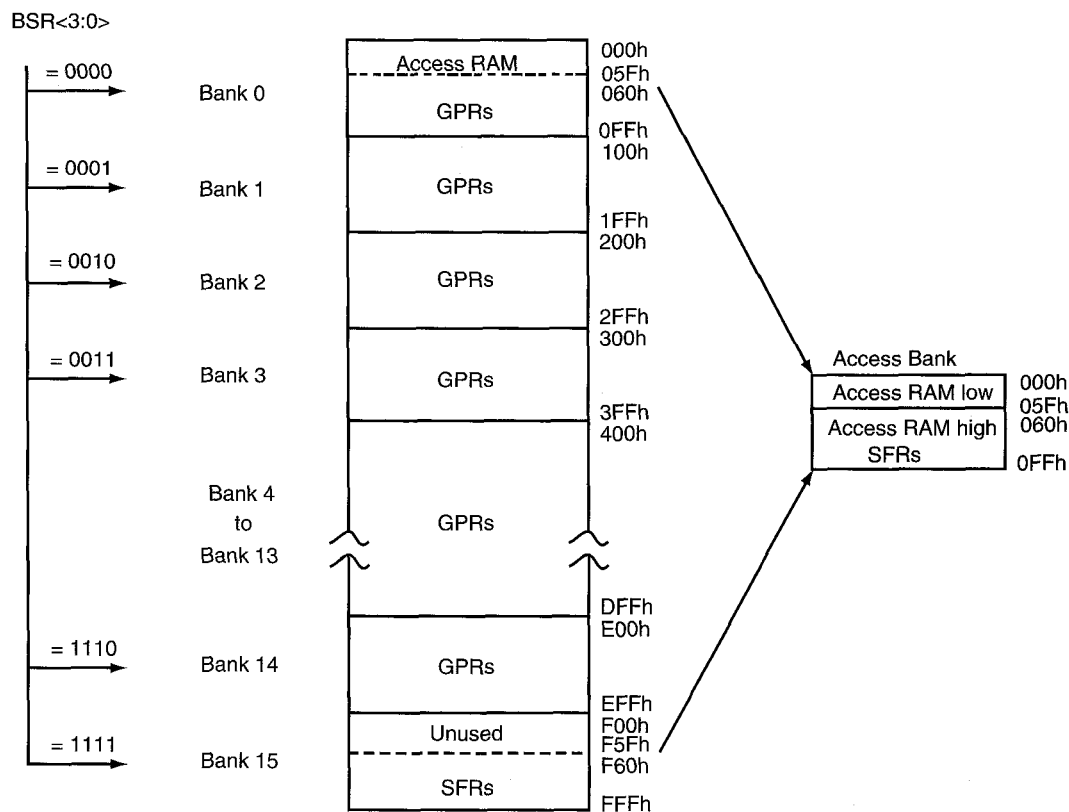 BSR<3:0>
= 0000
Bank 0
Access RAM
GPRs
000h
05Fh
060h
0FFh
= 0001
Bank 1
GPRs
100h
1FFh
= 0010
Bank 2
GPRs
200h
2FFh
= 0011
Bank 3
GPRs
300h
3FFh
Bank 4
to
Bank 13
GPRs
400h
DFFh
= 1110
Bank 14
GPRs
E00h
EFFh
= 1111
Bank 15
Unused
SFRs
F00h
F5Fh
F60h
FFFh
Access Bank
Access RAM low
000h
05Fh
Access RAM high
SFRs
060h
0FFh